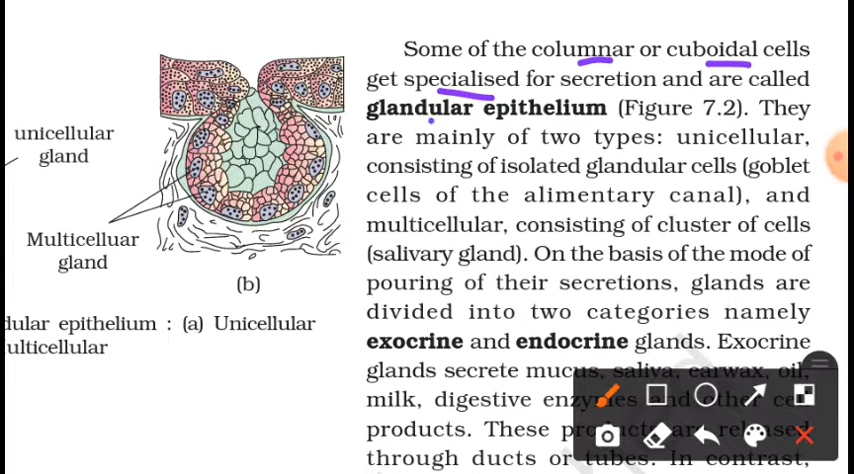 unicellular
gland
Multicelluar
gland
(b)
dular epithelium : (a) Unicellular
ulticellular
Some of the columnar or cuboidal cells
get specialised for secretion and are called
glandular epithelium (Figure 7.2). They
are mainly of two types: unicellular,
consisting of isolated glandular cells (goblet
cells of the alimentary canal), and
multicellular, consisting of cluster of cells
(salivary gland). On the basis of the mode of
pouring of their secretions, glands are
divided into two categories namely
exocrine and endocrine glands. Exocrine
glands secrete mucus, saliva, earwax, oil,
milk, digestive enzymes and other cell
products. These products are released
through ducts or tubes. In contrast,